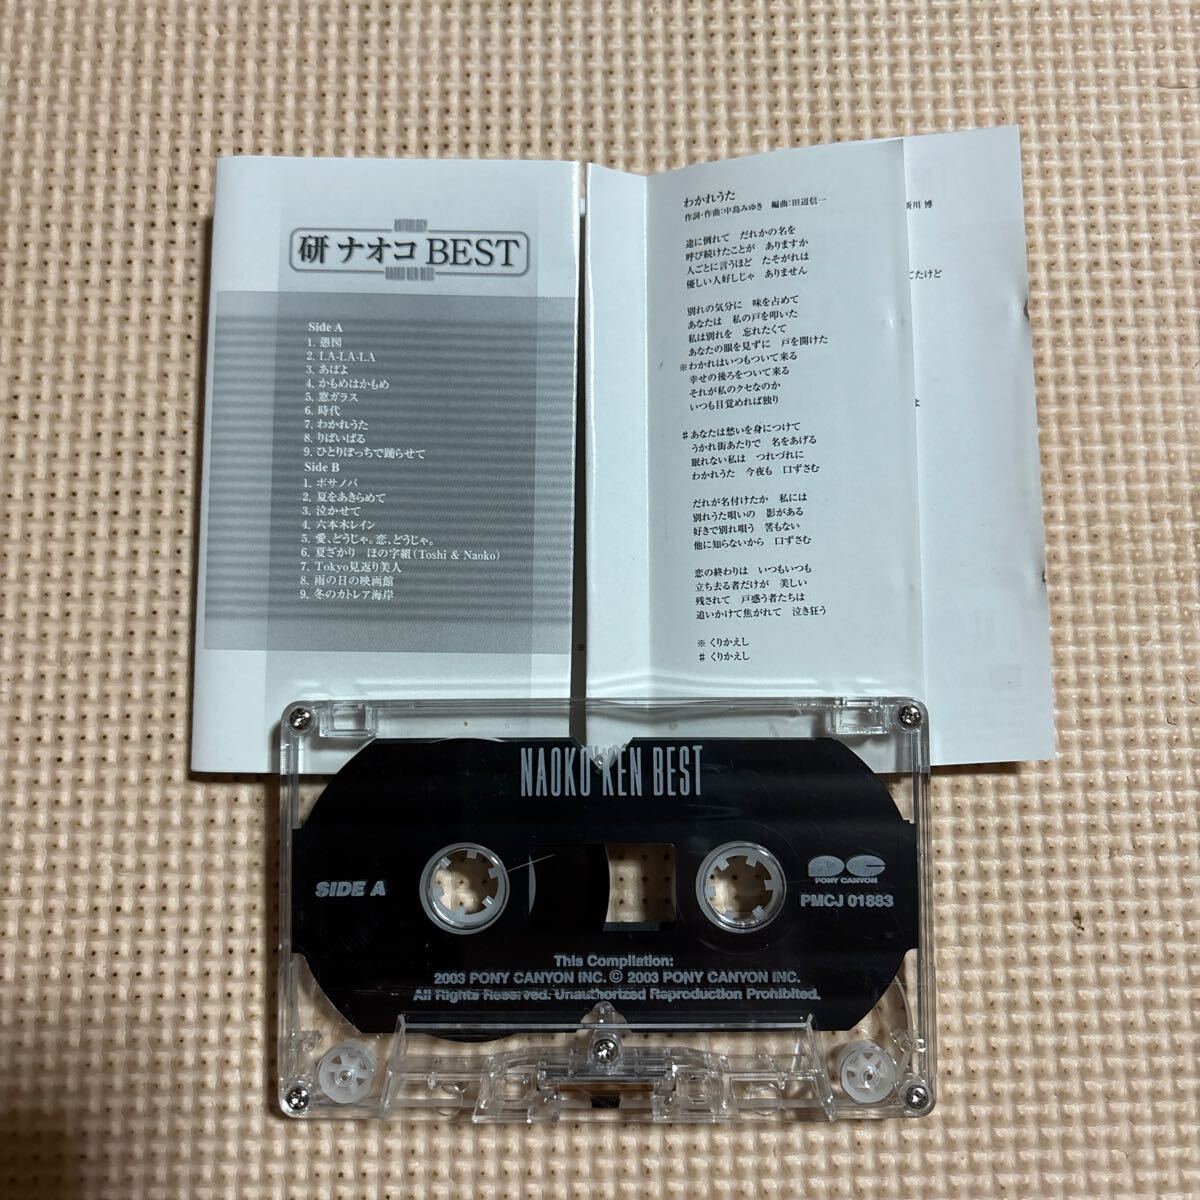 ANTHOLOGY
研ナオコ BEST
NAOKO KEN BEST
Side A
1. 愚図
2. LA-LA-LA
3. あばよ
4. かもめはかもめ
5. 窓ガラス
6. 時代
7. わかれうた
8. りばいばる
9. ひとりぽっちで踊らせて
Side B
1. ボサノバ
2. 夏をあきらめて
3. 泣かせて
4. 六本木レイン
5. 愛、どうじゃ。恋、どうじゃ。
6. 夏ざかり ほの字組(Toshi & Naoko)
7. Tokyo見返り美人
8. 雨の日の映画館
9. 冬のカトレア海岸
※
わかれうた
作詞・作曲:中島みゆき 編曲:田辺信一
途に倒れて だれかの名を
呼び続けたことが ありますか
人ごとに言うほど たそがれは
優しい人好しじゃ ありません
別れの気分に 味を占めて
あなたは 私の戸を叩いた
私は別れを 忘れたくて
あなたの眼を見ずに 戸を開けた
※わかれはいつもついて来る
幸せの後ろをついて来る
それが私のクセなのか
いつも目覚めれば独り
♯あなたは愁いを身につけて
うかれ街あたりで 名をあげる
眠れない私は つれづれに
わかれうた 今夜も 口ずさむ
だれが名付けたか 私には
別れうた唄いの 影がある
好きで別れ唄う 筈もない
他に知らないから 口ずさむ
恋の終わりは いつもいつも
立ち去る者だけが 美しい
残されて 戸惑う者たちは
追いかけて焦がれて 泣き狂う
※くりかえし
♯くりかえし
新川 博
てたけど
よ
NAOKO KEN BEST
SIDE A
PC
PONY CANYON
PMCJ 01883
This Compilation:
2003 PONY CANYON INC. © 2003 PONY CANYON INC.
All Rights Reserved. Unauthorized Reproduction Prohibited.